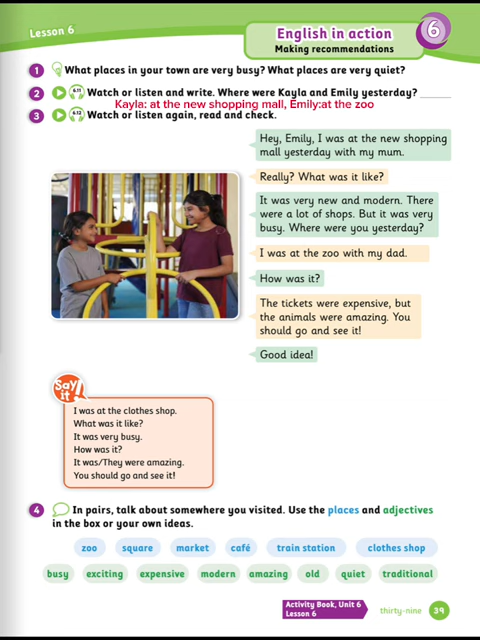 Lesson 6
English in action
Making recommendations
6
1 What places in your town are very busy? What places are very quiet?
2 6.11 Watch or listen and write. Where were Kayla and Emily yesterday? ______
Kayla: at the new shopping mall, Emily:at the zoo
3 6.12 Watch or listen again, read and check.
Hey, Emily, I was at the new shopping
mall yesterday with my mum.
Really? What was it like?
It was very new and modern. There
were a lot of shops. But it was very
busy. Where were you yesterday?
I was at the zoo with my dad.
How was it?
The tickets were expensive, but
the animals were amazing. You
should go and see it!
Good idea!
Say
it!
I was at the clothes shop.
What was it like?
It was very busy.
How was it?
It was/They were amazing.
You should go and see it!
4 In pairs, talk about somewhere you visited. Use the places and adjectives
in the box or your own ideas.
zoo square market café train station clothes shop
busy exciting expensive modern amazing old quiet traditional
Activity Book, Unit 6
Lesson 6
thirty-nine 39